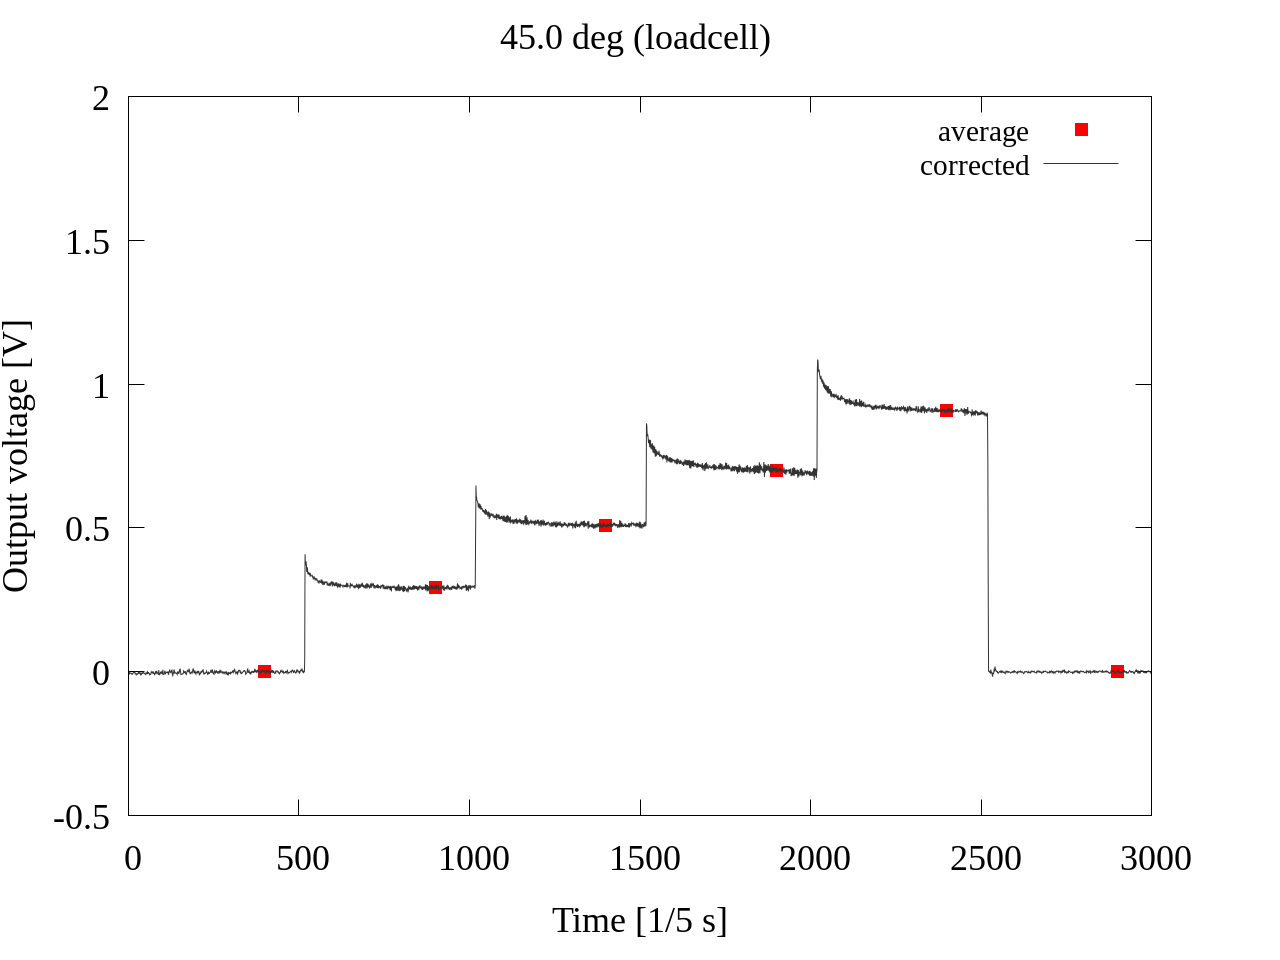 45.0 deg (loadcell)
2
1.5
1
0.5
0
-0.5
average
corrected
Output voltage [V]
0 500 1000 1500 2000 2500 3000
Time [1/5 s]